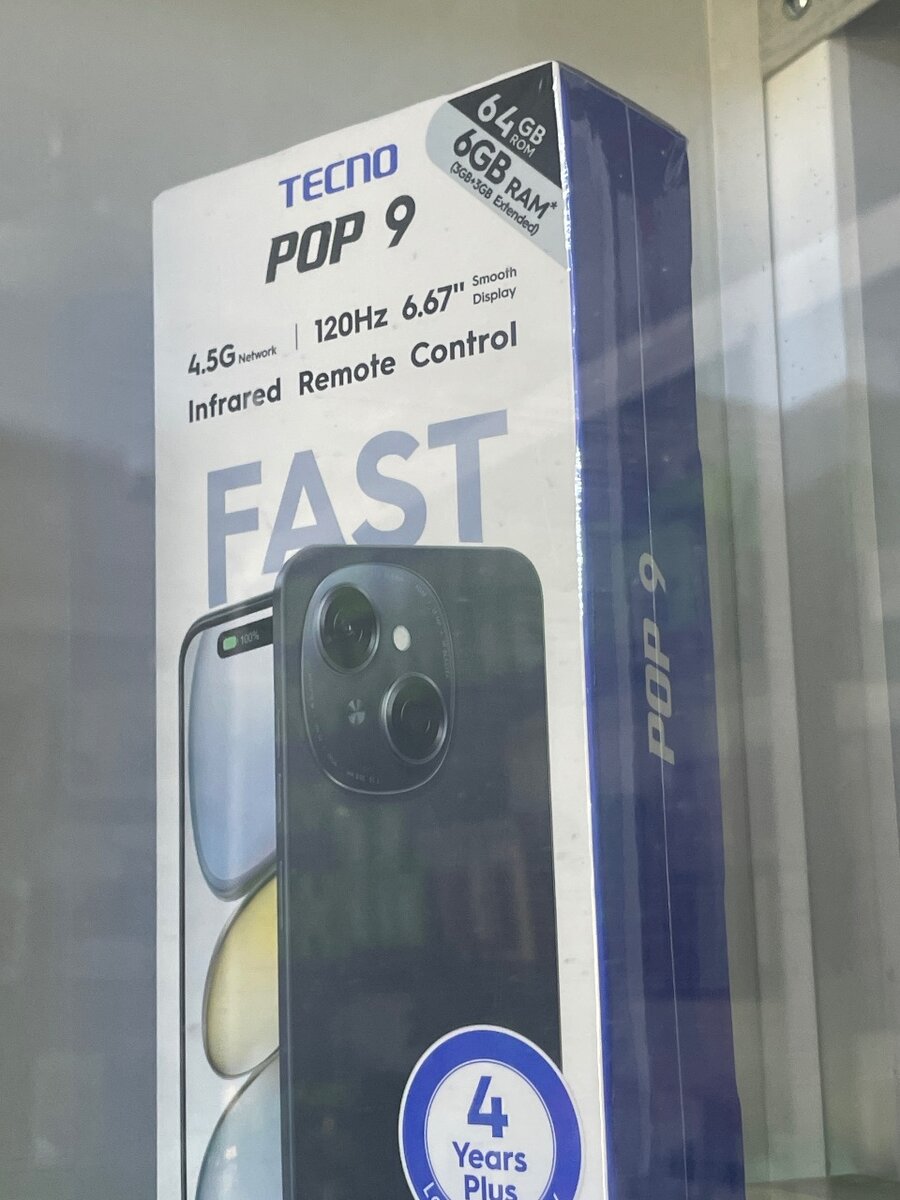 64GB
ROM
6GB RAM*
(3GB+3GB Extended)
TECNO
POP 9
4.5G Network | 120Hz 6.67" Smooth
Display
Infrared Remote Control
FAST
100%
POP 9
4
Years
Plus